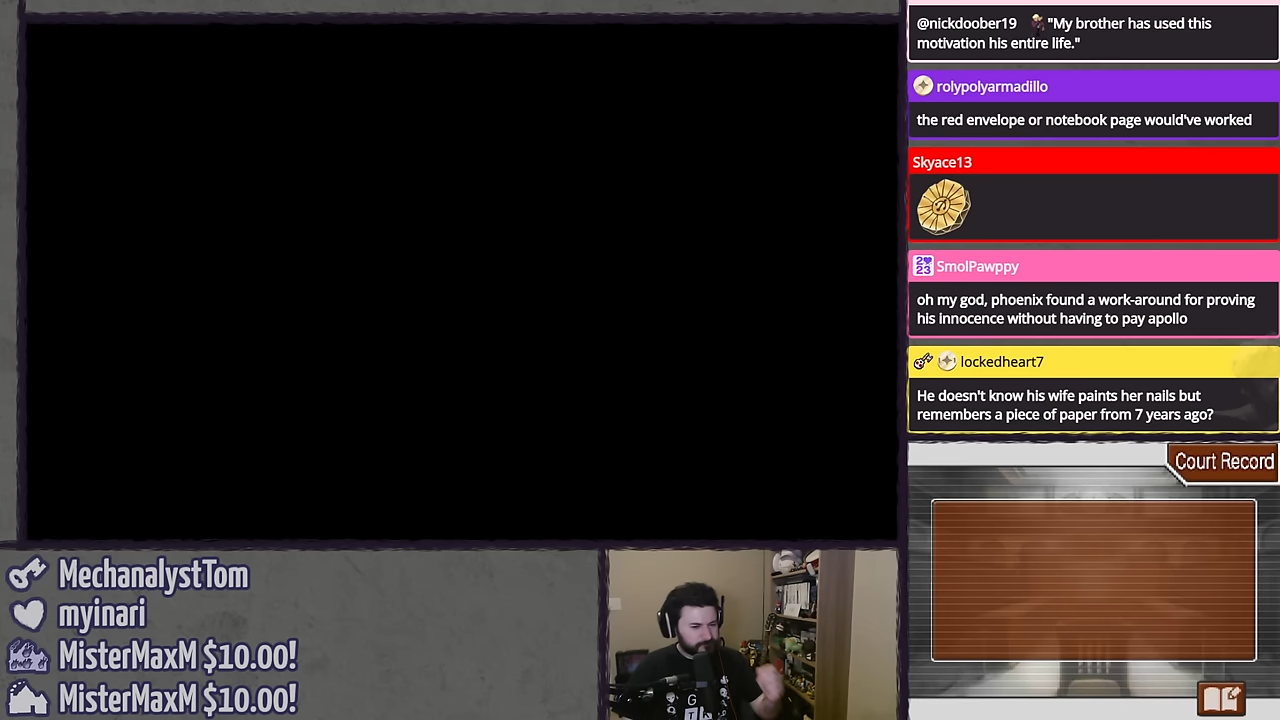 @nickdoober19 "My brother has used this
motivation his entire life."
rolypolyarmadillo
the red envelope or notebook page would've worked
Skyace13
2023 SmolPawppy
oh my god, phoenix found a work-around for proving
his innocence without having to pay apollo
lockedheart7
He doesn't know his wife paints her nails but
remembers a piece of paper from 7 years ago?
Court Record
MechanalystTom
myinari
MisterMaxM $10.00!
MisterMaxM $10.00!